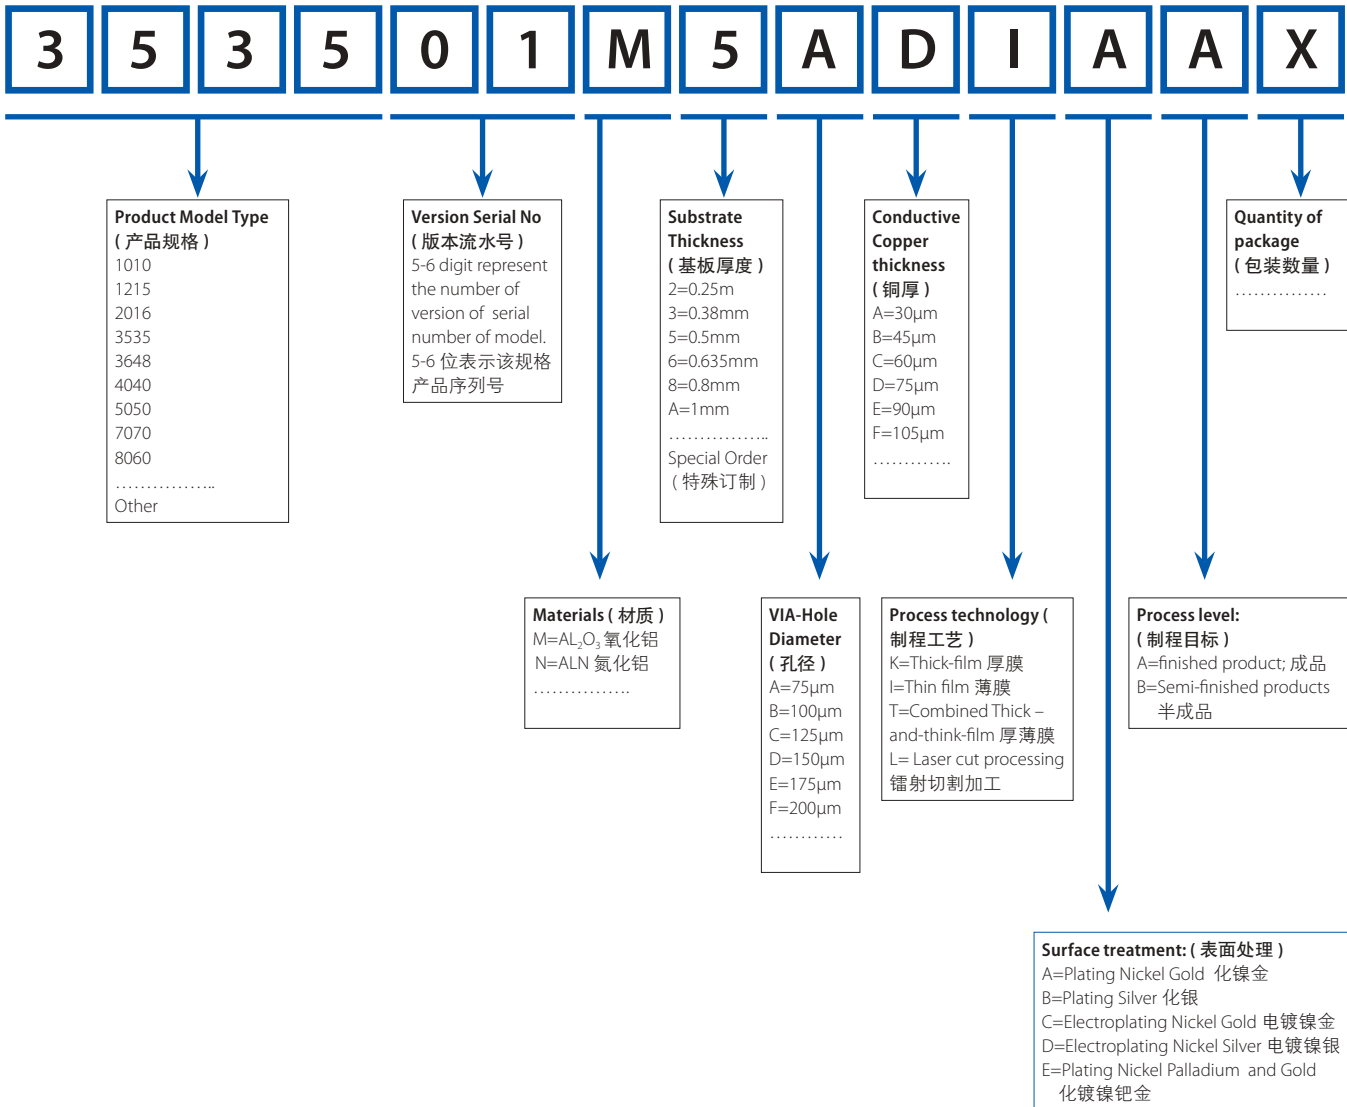 3 5 3 5 0 1 M 5 A D I A A X
Product Model Type
( 产品规格 )
1010
1215
2016
3535
3648
4040
5050
7070
8060
……………..
Other
Version Serial No
( 版本流水号 )
5-6 digit represent
the number of
version of serial
number of model.
5-6 位表示该规格
产品序列号
Substrate
Thickness
( 基板厚度 )
2=0.25m
3=0.38mm
5=0.5mm
6=0.635mm
8=0.8mm
A=1mm
……………..
Special Order
( 特殊订制 )
Conductive
Copper
thickness
( 铜厚 )
A=30μm
B=45μm
C=60μm
D=75μm
E=90μm
F=105μm
………….
Quantity of
package
( 包装数量 )
……………
Materials ( 材质 )
M=AL₂O₃ 氧化铝
N=ALN 氮化铝
…………….
VIA-Hole
Diameter
( 孔径 )
A=75μm
B=100μm
C=125μm
D=150μm
E=175μm
F=200μm
…………
Process technology (
制程工艺 )
K=Thick-film 厚膜
I=Thin film 薄膜
T=Combined Thick –
and-think-film 厚薄膜
L= Laser cut processing
镭射切割加工
Process level:
( 制程目标 )
A=finished product; 成品
B=Semi-finished products
半成品
Surface treatment: ( 表面处理 )
A=Plating Nickel Gold 化镍金
B=Plating Silver 化银
C=Electroplating Nickel Gold 电镀镍金
D=Electroplating Nickel Silver 电镀镍银
E=Plating Nickel Palladium and Gold
化镀镍钯金